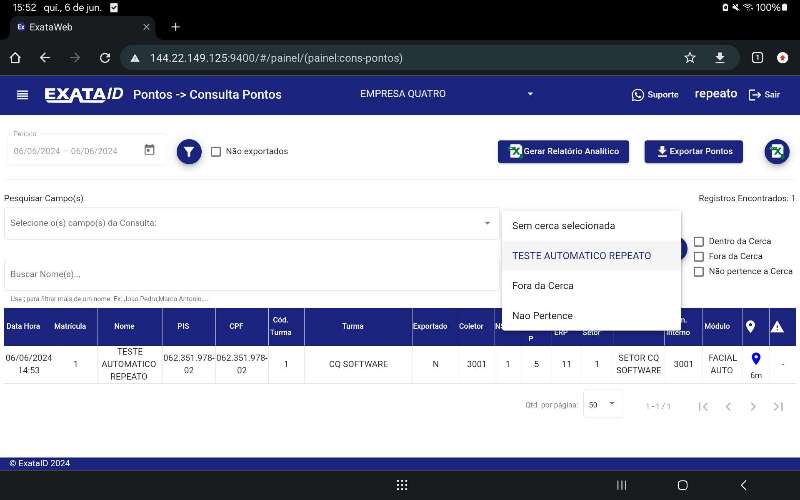 15:52 qui., 6 de jun.
100%
ExataWeb
144.22.149.125:9400/#/painel/(painel:cons-pontos)
1
EXATAID Pontos -> Consulta Pontos
EMPRESA QUATRO
Suporte
repeato
Sair
Período
06/06/2024 – 06/06/2024
Não exportados
Gerar Relatório Analítico
Exportar Pontos
Pesquisar Campo(s)
Registros Encontrados: 1
Selecione o(s) campo(s) da Consulta:
Sem cerca selecionada
TESTE AUTOMATICO REPEATO
Fora da Cerca
Nao Pertence
Dentro da Cerca
Fora da Cerca
Não pertence a Cerca
Buscar Nome(s)...
Use ; para filtrar mais de um nome. Ex: Joao Pedro;Marco Antonio;...
Data Hora Matrícula Nome PIS CPF Cód. Turma Turma Exportado Coletor P ERP Setor Interno Módulo
06/06/2024 14:53 1 TESTE AUTOMATICO REPEATO 062.351.978-02 062.351.978-02 1 CQ SOFTWARE N 3001 1 5 11 1 SETOR CQ SOFTWARE 3001 FACIAL AUTO 6m -
Qtd. por página: 50 1 – 1 / 1
© ExataID 2024